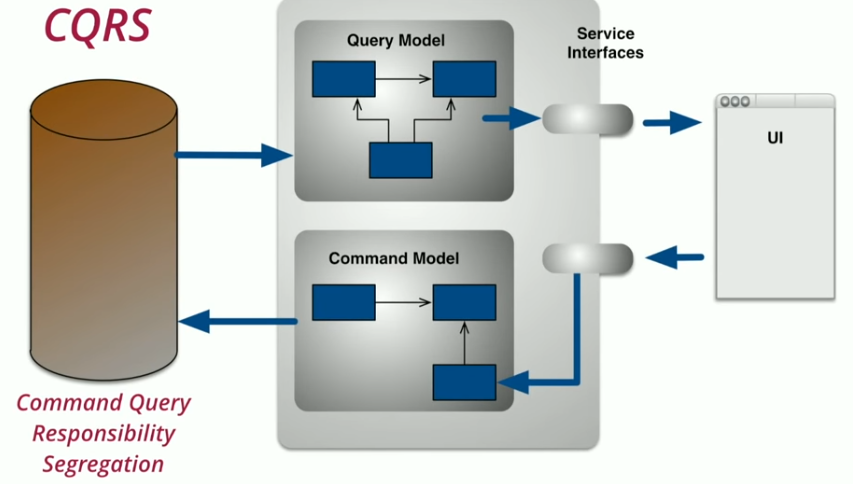 CQRS
Query Model
Service
Interfaces
UI
Command Model
Command Query
Responsibility
Segregation